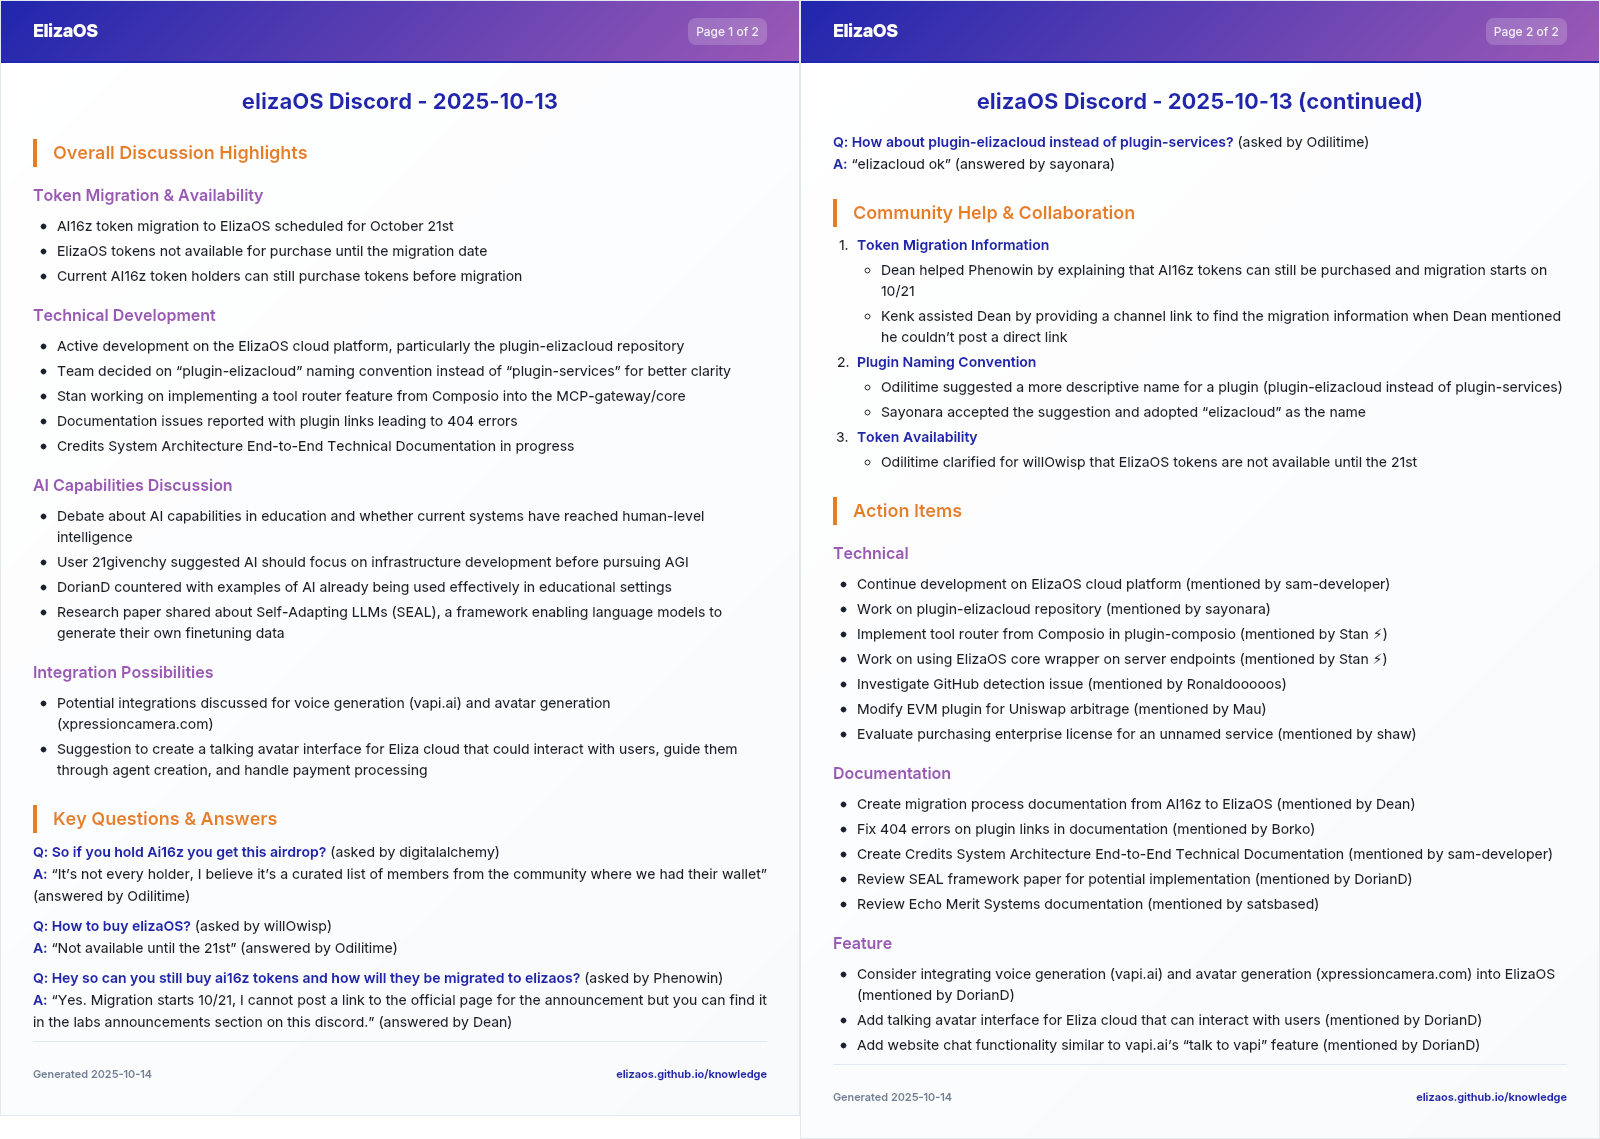 ElizaOS
Page 1 of 2
elizaOS Discord - 2025-10-13
Overall Discussion Highlights
Token Migration & Availability
• AI16z token migration to ElizaOS scheduled for October 21st
• ElizaOS tokens not available for purchase until the migration date
• Current AI16z token holders can still purchase tokens before migration
Technical Development
• Active development on the ElizaOS cloud platform, particularly the plugin-elizacloud repository
• Team decided on “plugin-elizacloud” naming convention instead of “plugin-services” for better clarity
• Stan working on implementing a tool router feature from Composio into the MCP-gateway/core
• Documentation issues reported with plugin links leading to 404 errors
• Credits System Architecture End-to-End Technical Documentation in progress
AI Capabilities Discussion
• Debate about AI capabilities in education and whether current systems have reached human-level
intelligence
• User 21givenchy suggested AI should focus on infrastructure development before pursuing AGI
• DorianD countered with examples of AI already being used effectively in educational settings
• Research paper shared about Self-Adapting LLMs (SEAL), a framework enabling language models to
generate their own finetuning data
Integration Possibilities
• Potential integrations discussed for voice generation (vapi.ai) and avatar generation
(xpressioncamera.com)
• Suggestion to create a talking avatar interface for Eliza cloud that could interact with users, guide them
through agent creation, and handle payment processing
Key Questions & Answers
Q: So if you hold Ai16z you get this airdrop? (asked by digitalalchemy)
A: “It’s not every holder, I believe it’s a curated list of members from the community where we had their wallet”
(answered by Odilitime)
Q: How to buy elizaOS? (asked by willOwisp)
A: “Not available until the 21st” (answered by Odilitime)
Q: Hey so can you still buy ai16z tokens and how will they be migrated to elizaos? (asked by Phenowin)
A: “Yes. Migration starts 10/21, I cannot post a link to the official page for the announcement but you can find it
in the labs announcements section on this discord.” (answered by Dean)
Generated 2025-10-14
elizaos.github.io/knowledge
ElizaOS
Page 2 of 2
elizaOS Discord - 2025-10-13 (continued)
Q: How about plugin-elizacloud instead of plugin-services? (asked by Odilitime)
A: “elizacloud ok” (answered by sayonara)
Community Help & Collaboration
1. Token Migration Information
◦ Dean helped Phenowin by explaining that AI16z tokens can still be purchased and migration starts on
10/21
◦ Kenk assisted Dean by providing a channel link to find the migration information when Dean mentioned
he couldn’t post a direct link
2. Plugin Naming Convention
◦ Odilitime suggested a more descriptive name for a plugin (plugin-elizacloud instead of plugin-services)
◦ Sayonara accepted the suggestion and adopted “elizacloud” as the name
3. Token Availability
◦ Odilitime clarified for willOwisp that ElizaOS tokens are not available until the 21st
Action Items
Technical
• Continue development on ElizaOS cloud platform (mentioned by sam-developer)
• Work on plugin-elizacloud repository (mentioned by sayonara)
• Implement tool router from Composio in plugin-composio (mentioned by Stan ⚡)
• Work on using ElizaOS core wrapper on server endpoints (mentioned by Stan ⚡)
• Investigate GitHub detection issue (mentioned by Ronaldooooos)
• Modify EVM plugin for Uniswap arbitrage (mentioned by Mau)
• Evaluate purchasing enterprise license for an unnamed service (mentioned by shaw)
Documentation
• Create migration process documentation from AI16z to ElizaOS (mentioned by Dean)
• Fix 404 errors on plugin links in documentation (mentioned by Borko)
• Create Credits System Architecture End-to-End Technical Documentation (mentioned by sam-developer)
• Review SEAL framework paper for potential implementation (mentioned by DorianD)
• Review Echo Merit Systems documentation (mentioned by satsbased)
Feature
• Consider integrating voice generation (vapi.ai) and avatar generation (xpressioncamera.com) into ElizaOS
(mentioned by DorianD)
• Add talking avatar interface for Eliza cloud that can interact with users (mentioned by DorianD)
• Add website chat functionality similar to vapi.ai’s “talk to vapi” feature (mentioned by DorianD)
Generated 2025-10-14
elizaos.github.io/knowledge